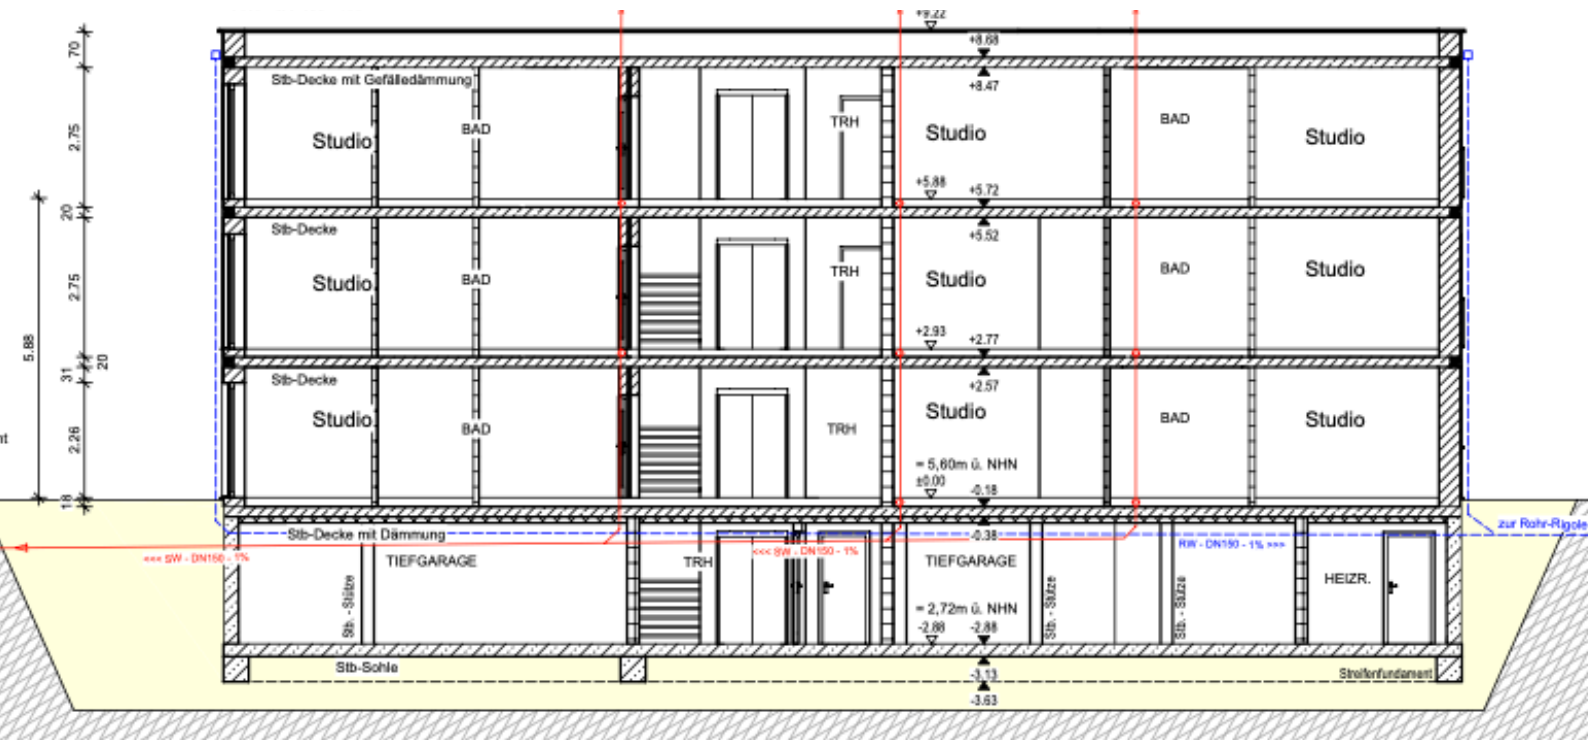 +9.22
+8.68
70
Stb-Decke mit Gefälledämmung
+8.47
2.75
Studio
BAD
TRH
Studio
BAD
Studio
+5.88
+5.72
20
Stb-Decke
+5.52
2.75
Studio
BAD
TRH
Studio
BAD
Studio
+2.93
+2.77
5.88
20
31
Stb-Decke
+2.57
Studio
BAD
TRH
Studio
BAD
Studio
2.26
= 5,60m ü. NHN
±0.00
-0.18
18
Stb-Decke mit Dämmung
-0.38
zur Rohr-Rigole
<<< SW - DN150 - 1%
<<< SW - DN150 - 1%
RW - DN150 - 1% >>>
TIEFGARAGE
TRH
TIEFGARAGE
HEIZR.
Stb. - Stütze
Stb. - Stütze
Stb. - Stütze
= 2,72m ü. NHN
-2.88
-2.88
Stb-Sohle
-3.13
Streifenfundament
-3.63